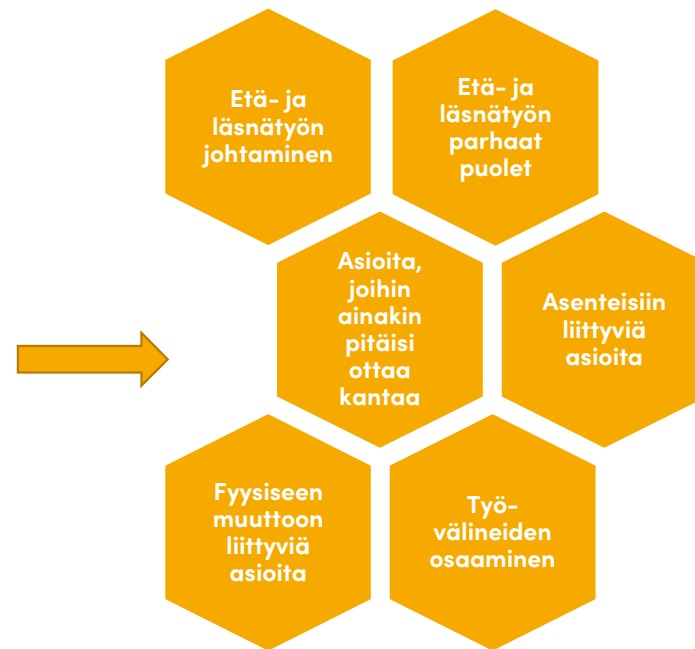 Etä- ja
läsnätyön
johtaminen
Etä- ja
läsnätyön
parhaat
puolet
Asioita,
joihin
ainakin
pitäisi
ottaa
kantaa
Asenteisiin
liittyviä
asioita
Fyysiseen
muuttoon
liittyviä
asioita
Työ-
välineiden
osaaminen